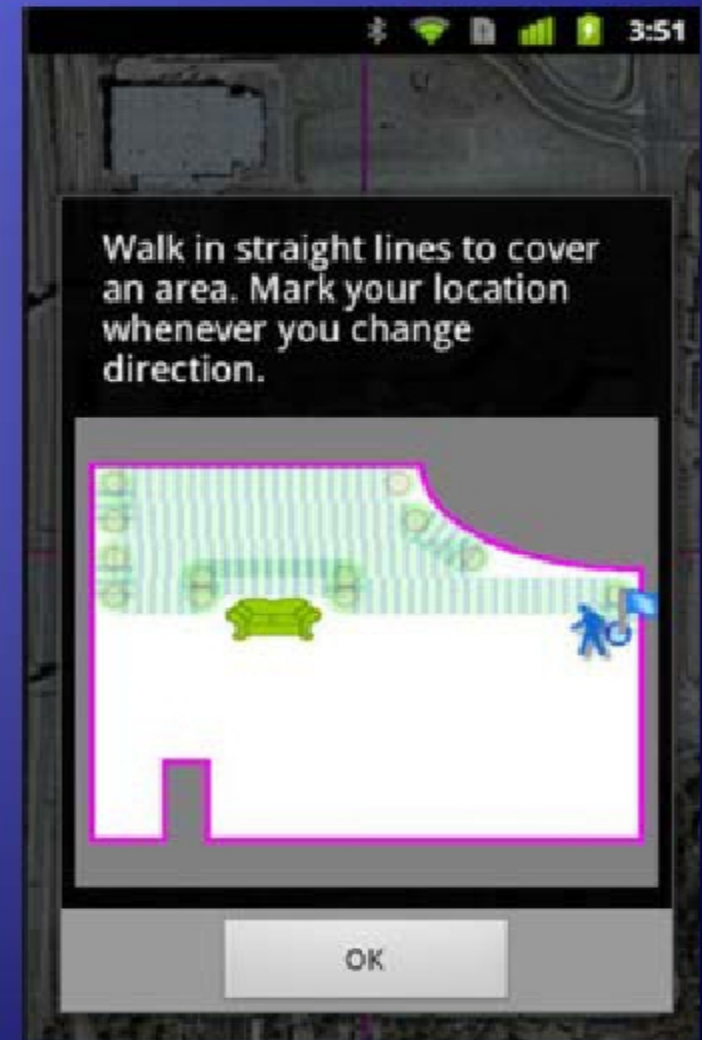 3:51
Walk in straight lines to cover
an area. Mark your location
whenever you change
direction.
OK